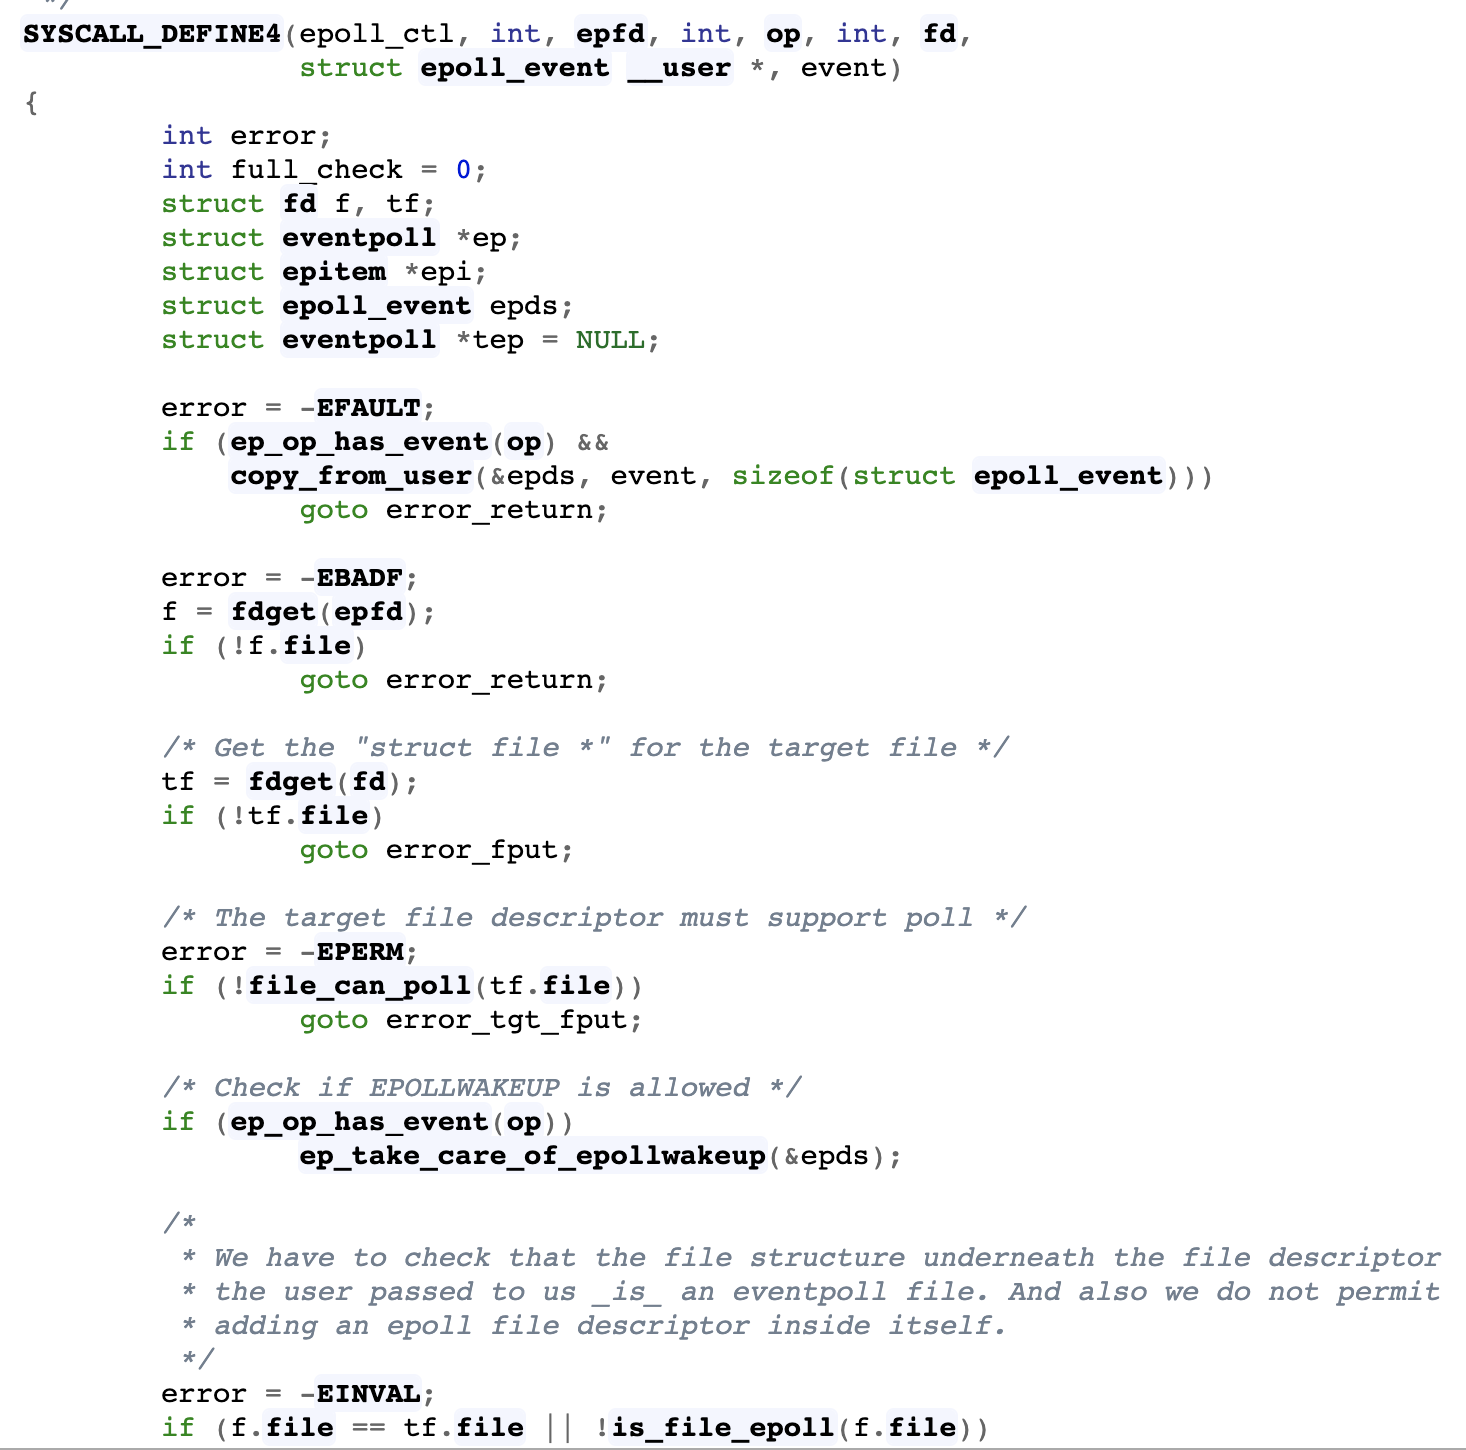 */
SYSCALL_DEFINE4(epoll_ctl, int, epfd, int, op, int, fd,
                struct epoll_event __user *, event)
{
        int error;
        int full_check = 0;
        struct fd f, tf;
        struct eventpoll *ep;
        struct epitem *epi;
        struct epoll_event epds;
        struct eventpoll *tep = NULL;

        error = -EFAULT;
        if (ep_op_has_event(op) &&
            copy_from_user(&epds, event, sizeof(struct epoll_event)))
                goto error_return;

        error = -EBADF;
        f = fdget(epfd);
        if (!f.file)
                goto error_return;

        /* Get the "struct file *" for the target file */
        tf = fdget(fd);
        if (!tf.file)
                goto error_fput;

        /* The target file descriptor must support poll */
        error = -EPERM;
        if (!file_can_poll(tf.file))
                goto error_tgt_fput;

        /* Check if EPOLLWAKEUP is allowed */
        if (ep_op_has_event(op))
                ep_take_care_of_epollwakeup(&epds);

        /*
         * We have to check that the file structure underneath the file descriptor
         * the user passed to us _is_ an eventpoll file. And also we do not permit
         * adding an epoll file descriptor inside itself.
         */
        error = -EINVAL;
        if (f.file == tf.file || !is_file_epoll(f.file))